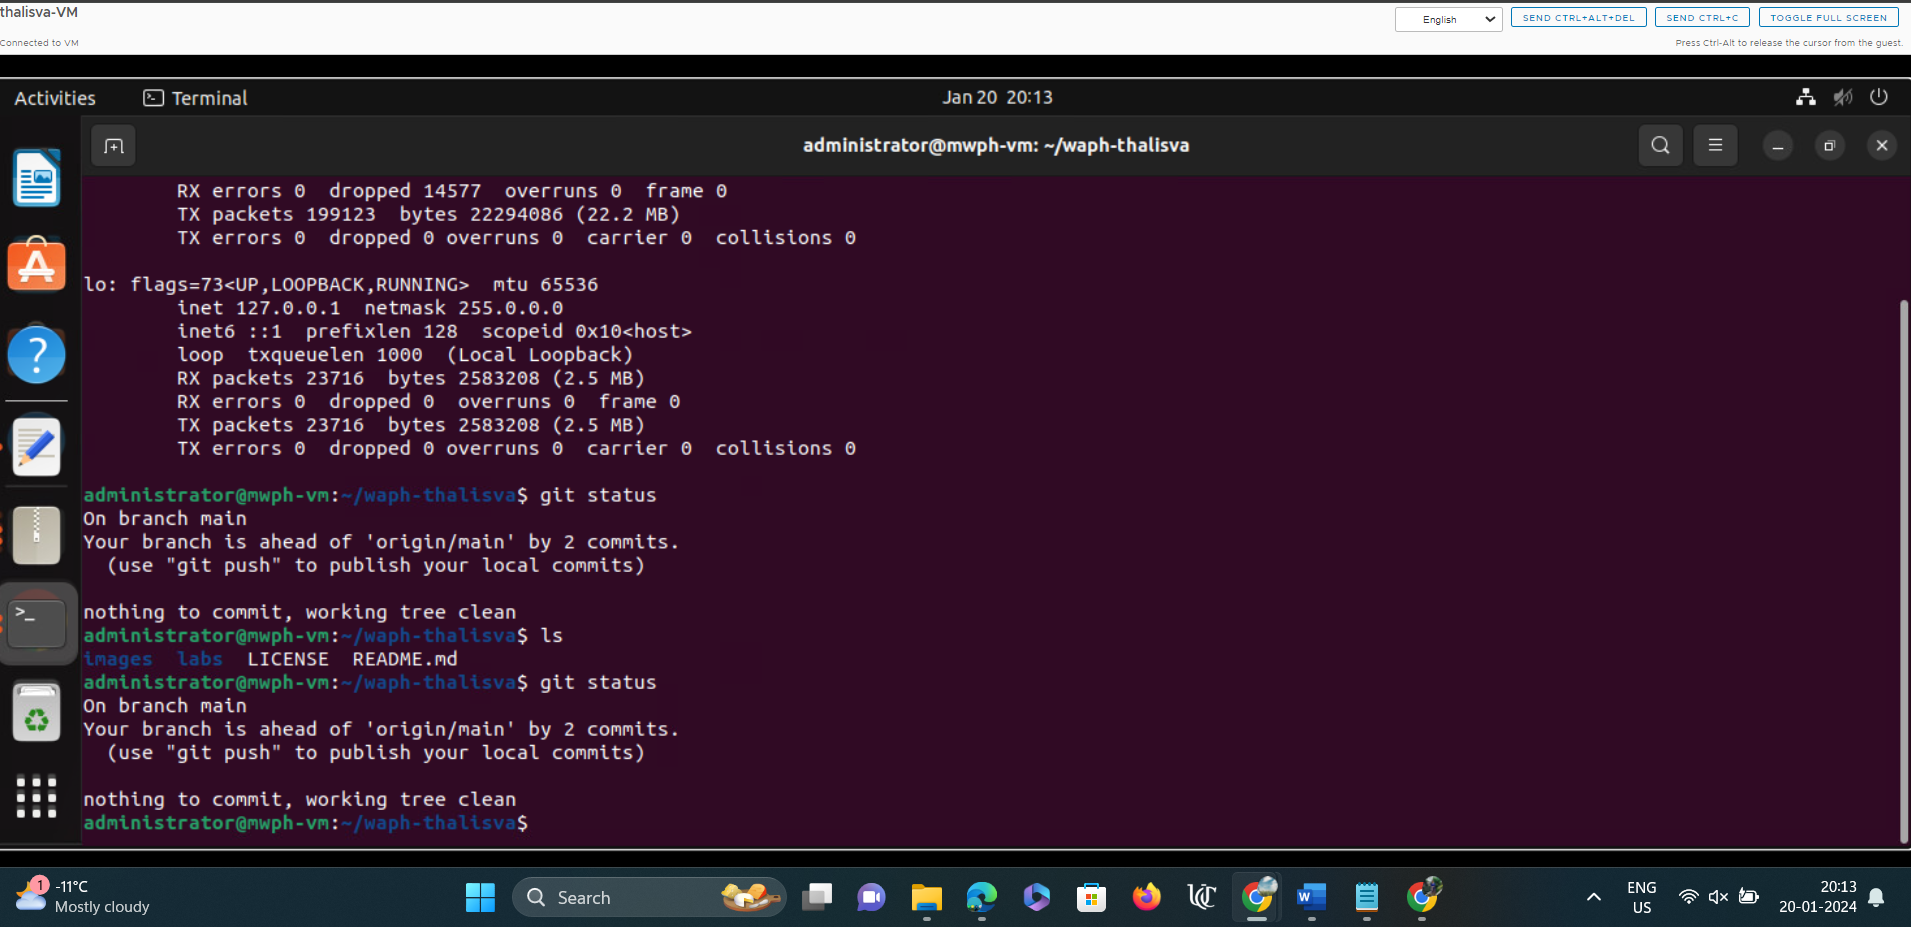 thalisva-VM
English
SEND CTRL+ALT+DEL
SEND CTRL+C
TOGGLE FULL SCREEN
Connected to VM
Press Ctrl-Alt to release the cursor from the guest.
Activities
Terminal
Jan 20 20:13
administrator@mwph-vm: ~/waph-thalisva
RX errors 0  dropped 14577  overruns 0  frame 0
TX packets 199123  bytes 22294086 (22.2 MB)
TX errors 0  dropped 0 overruns 0  carrier 0  collisions 0
lo: flags=73<UP,LOOPBACK,RUNNING>  mtu 65536
inet 127.0.0.1  netmask 255.0.0.0
inet6 ::1  prefixlen 128  scopeid 0x10<host>
loop  txqueuelen 1000  (Local Loopback)
RX packets 23716  bytes 2583208 (2.5 MB)
RX errors 0  dropped 0  overruns 0  frame 0
TX packets 23716  bytes 2583208 (2.5 MB)
TX errors 0  dropped 0 overruns 0  carrier 0  collisions 0
administrator@mwph-vm:~/waph-thalisva$ git status
On branch main
Your branch is ahead of 'origin/main' by 2 commits.
(use "git push" to publish your local commits)
nothing to commit, working tree clean
administrator@mwph-vm:~/waph-thalisva$ ls
images  labs  LICENSE  README.md
administrator@mwph-vm:~/waph-thalisva$ git status
On branch main
Your branch is ahead of 'origin/main' by 2 commits.
(use "git push" to publish your local commits)
nothing to commit, working tree clean
administrator@mwph-vm:~/waph-thalisva$
1
-11°C
Mostly cloudy
Search
ENG
US
20:13
20-01-2024